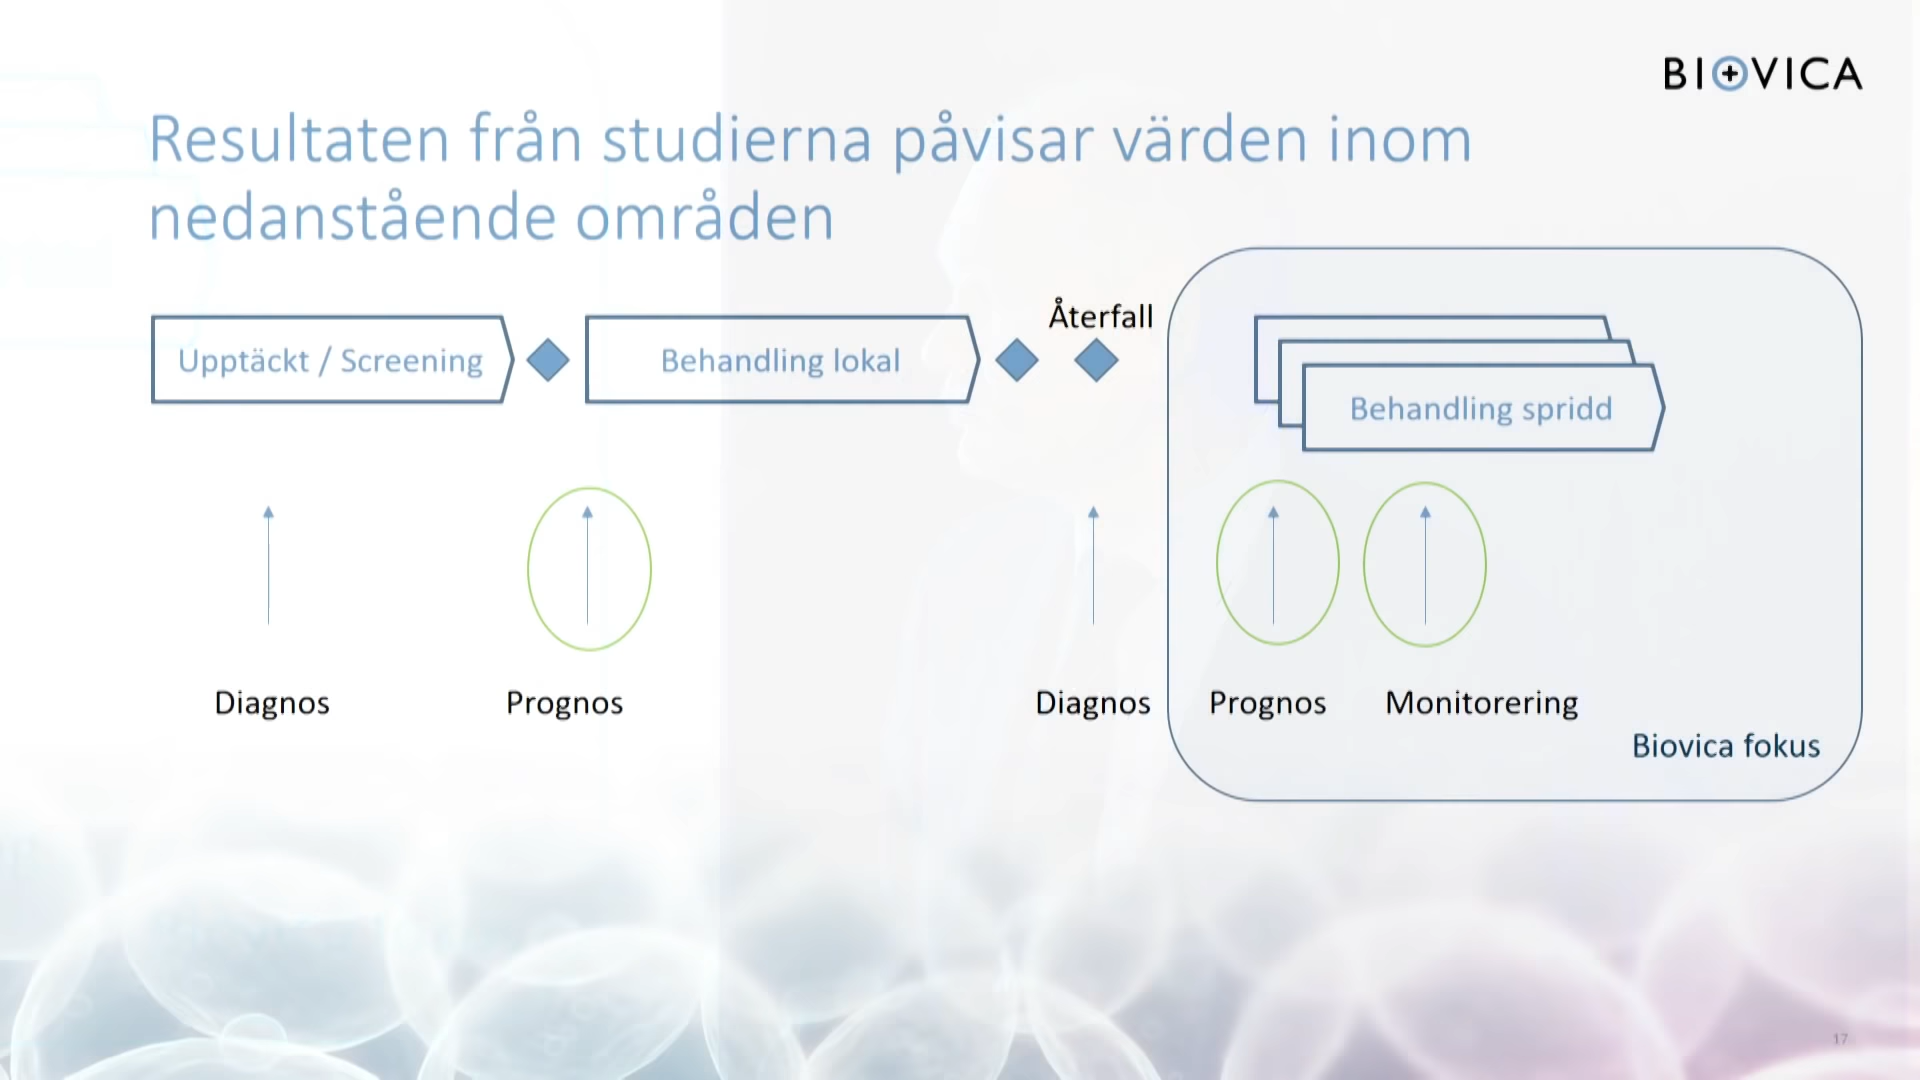 BIOVICA
Resultaten från studierna påvisar värden inom
nedanstående områden
Återfall
Upptäckt / Screening
Behandling lokal
Behandling spridd
Diagnos
Prognos
Diagnos
Prognos
Monitorering
Biovica fokus
17